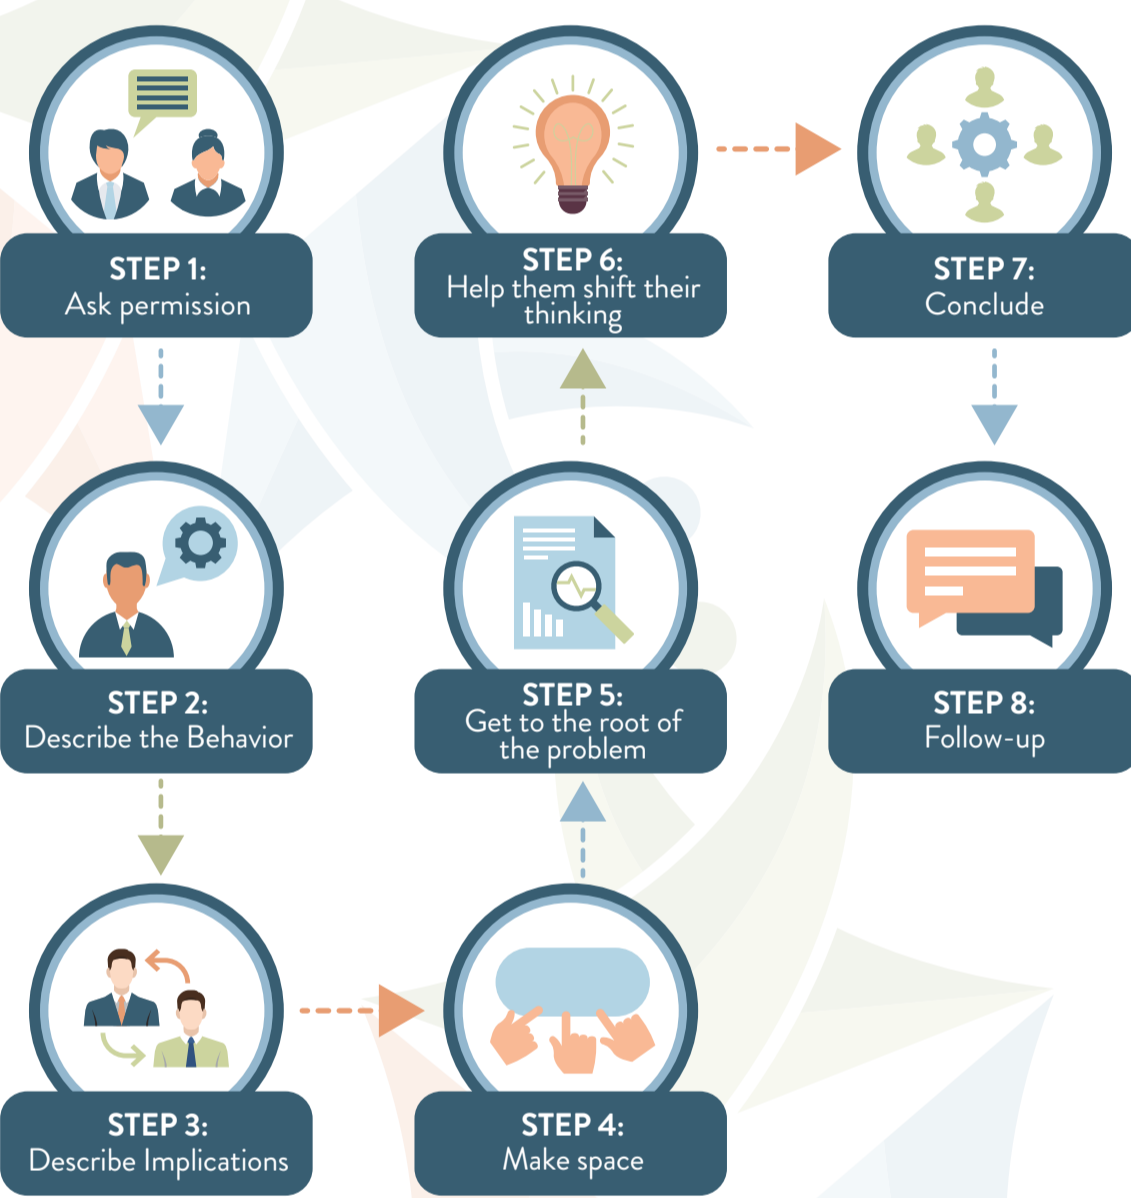 STEP 1:
Ask permission
STEP 2:
Describe the Behavior
STEP 3:
Describe Implications
STEP 4:
Make space
STEP 5:
Get to the root of
the problem
STEP 6:
Help them shift their
thinking
STEP 7:
Conclude
STEP 8:
Follow-up